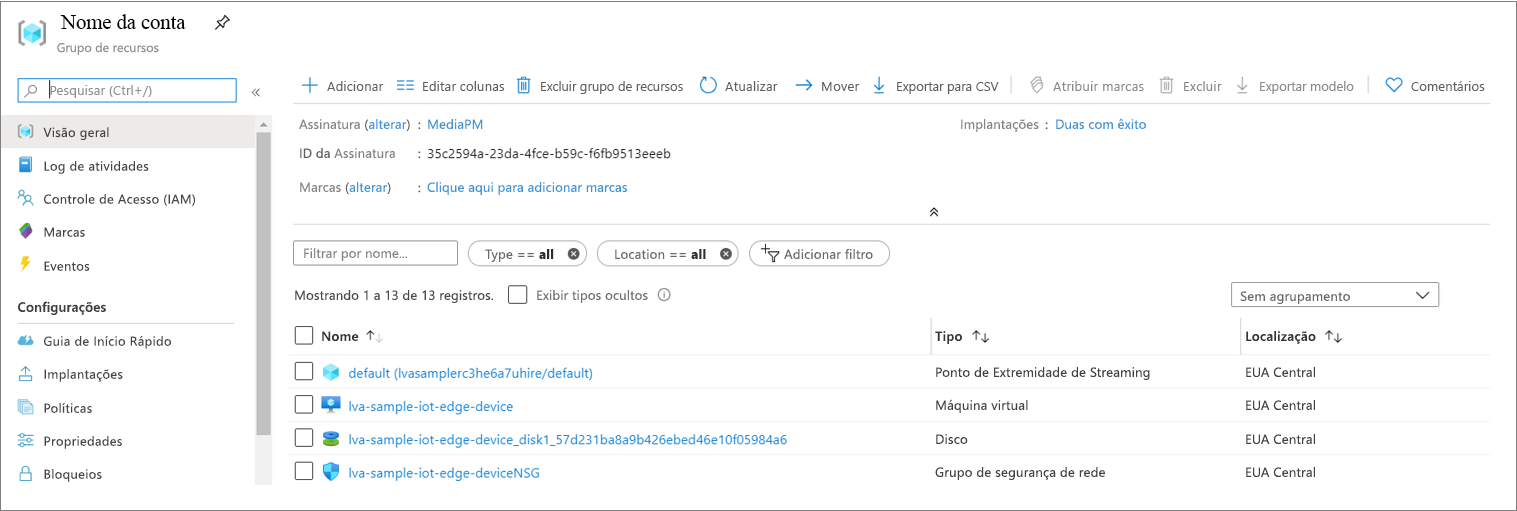 Nome da conta
Grupo de recursos
Pesquisar (Ctrl+/)
«
Adicionar
Editar colunas
Excluir grupo de recursos
Atualizar
Mover
Exportar para CSV
Atribuir marcas
Excluir
Exportar modelo
Comentários
Visão geral
Log de atividades
Controle de Acesso (IAM)
Marcas
Eventos
Configurações
Guia de Início Rápido
Implantações
Políticas
Propriedades
Bloqueios
Assinatura (alterar) : MediaPM
Implantações : Duas com êxito
ID da Assinatura : 35c2594a-23da-4fce-b59c-f6fb9513eeeb
Marcas (alterar) : Clique aqui para adicionar marcas
Filtrar por nome...
Type == all
Location == all
Adicionar filtro
Mostrando 1 a 13 de 13 registros.
Exibir tipos ocultos
Sem agrupamento
Nome Tipo Localização
default (lvasamplerc3he6a7uhire/default) Ponto de Extremidade de Streaming EUA Central
lva-sample-iot-edge-device Máquina virtual EUA Central
lva-sample-iot-edge-device_disk1_57d231ba8a9b426ebed46e10f05984a6 Disco EUA Central
lva-sample-iot-edge-deviceNSG Grupo de segurança de rede EUA Central